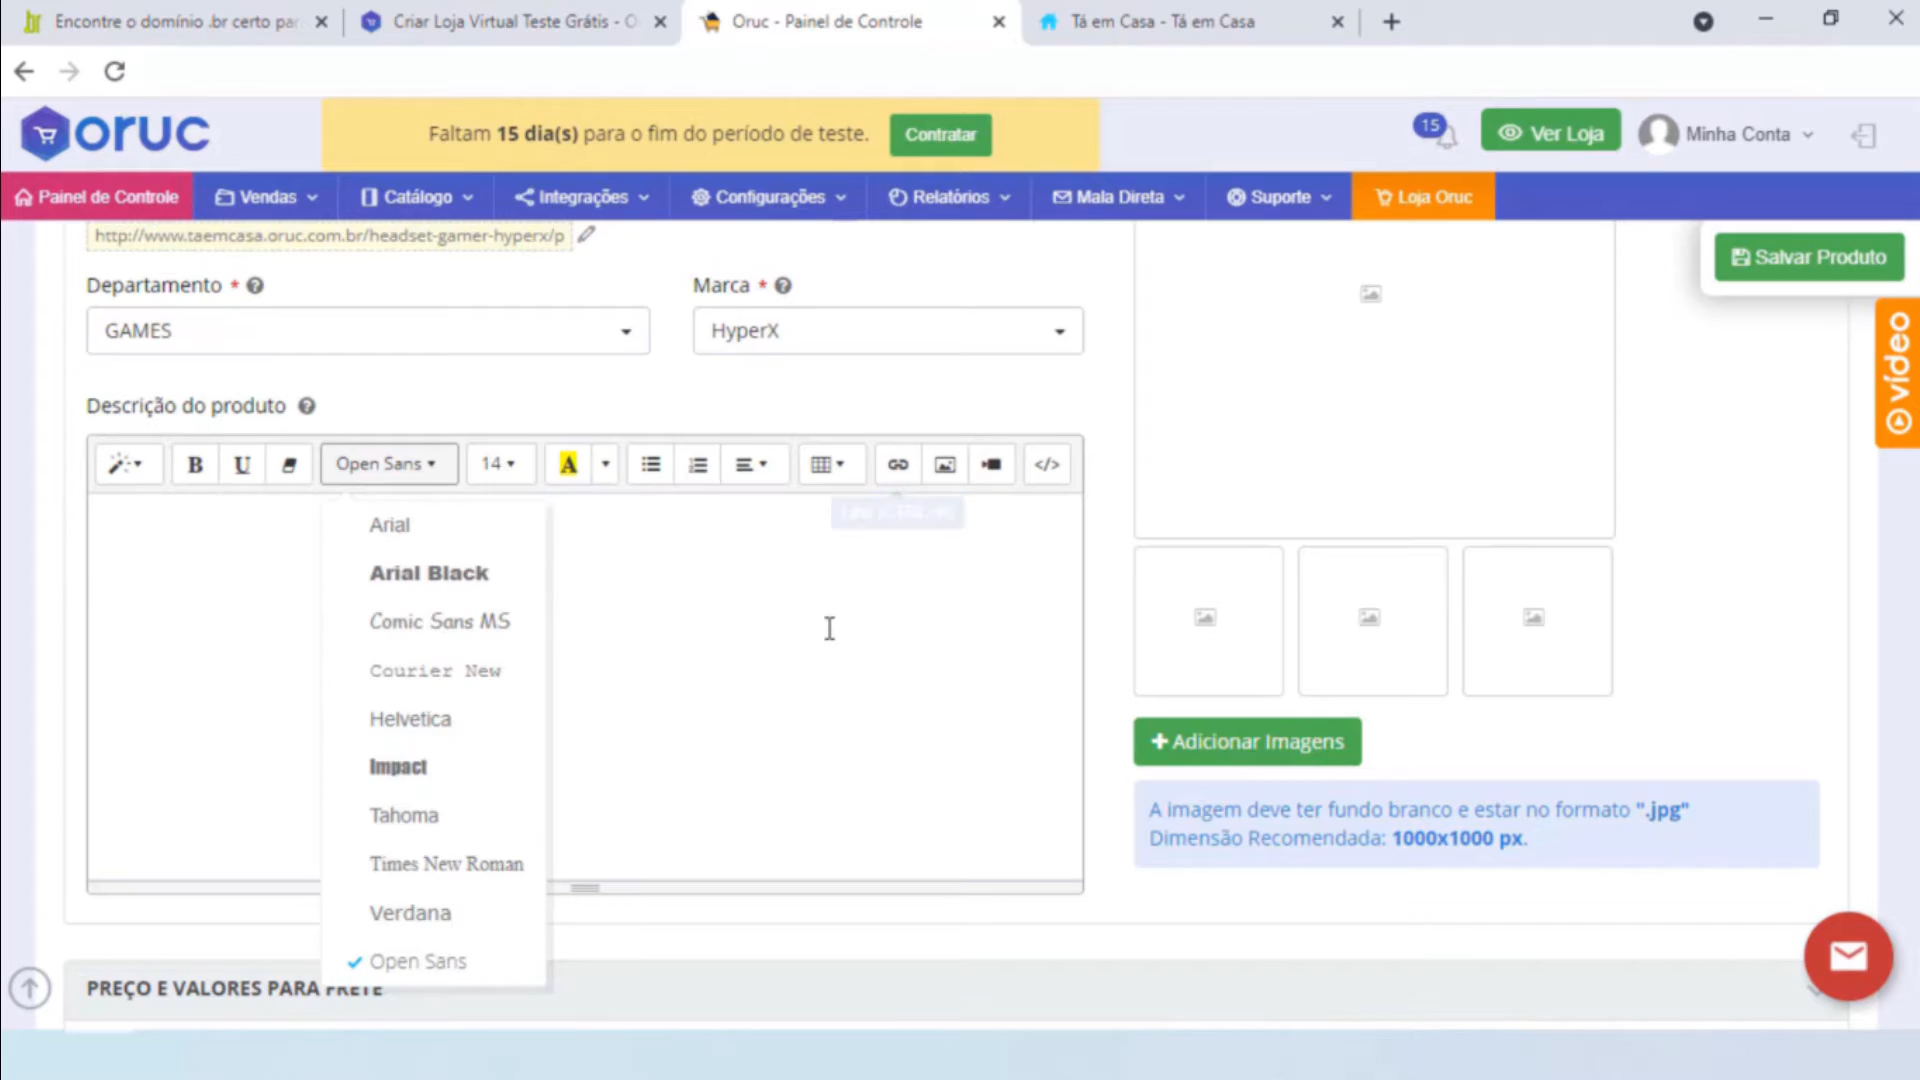 Encontre o domínio .br certo par
Criar Loja Virtual Teste Grátis - O
Oruc - Painel de Controle
Tá em Casa - Tá em Casa
oruc
Faltam 15 dia(s) para o fim do período de teste.
Contratar
15
Ver Loja
Minha Conta
Painel de Controle
Vendas
Catálogo
Integrações
Configurações
Relatórios
Mala Direta
Suporte
Loja Oruc
http://www.taemcasa.oruc.com.br/headset-gamer-hyperx/p
Salvar Produto
Departamento *
Marca *
GAMES
HyperX
vídeo
Descrição do produto
B
U
Open Sans
14
A
</>
Arial
Arial Black
Comic Sans MS
Courier New
Helvetica
Impact
Tahoma
Times New Roman
Verdana
Open Sans
+ Adicionar Imagens
A imagem deve ter fundo branco e estar no formato ".jpg"
Dimensão Recomendada: 1000x1000 px.
PREÇO E VALORES PARA FRETE